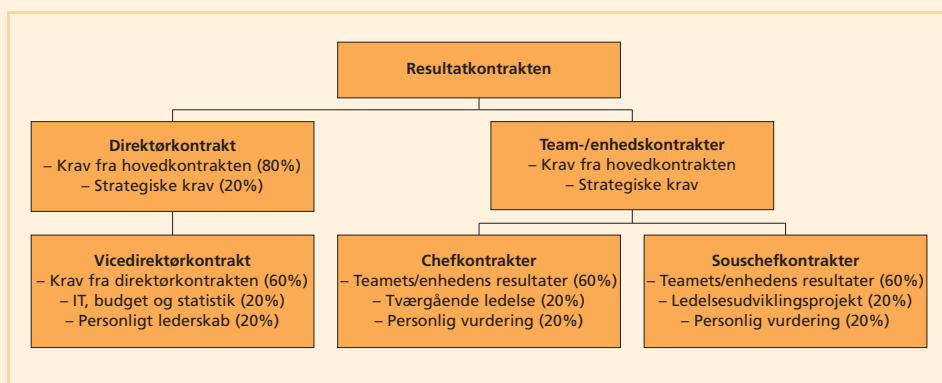 Resultatkontrakten
Direktørkontrakt
– Krav fra hovedkontrakten (80%)
– Strategiske krav (20%)
Team-/enhedskontrakter
– Krav fra hovedkontrakten
– Strategiske krav
Vicedirektørkontrakt
– Krav fra direktørkontrakten (60%)
– IT, budget og statistik (20%)
– Personligt lederskab (20%)
Chefkontrakter
– Teamets/enhedens resultater (60%)
– Tværgående ledelse (20%)
– Personlig vurdering (20%)
Souschefkontrakter
– Teamets/enhedens resultater (60%)
– Ledelsesudviklingsprojekt (20%)
– Personlig vurdering (20%)